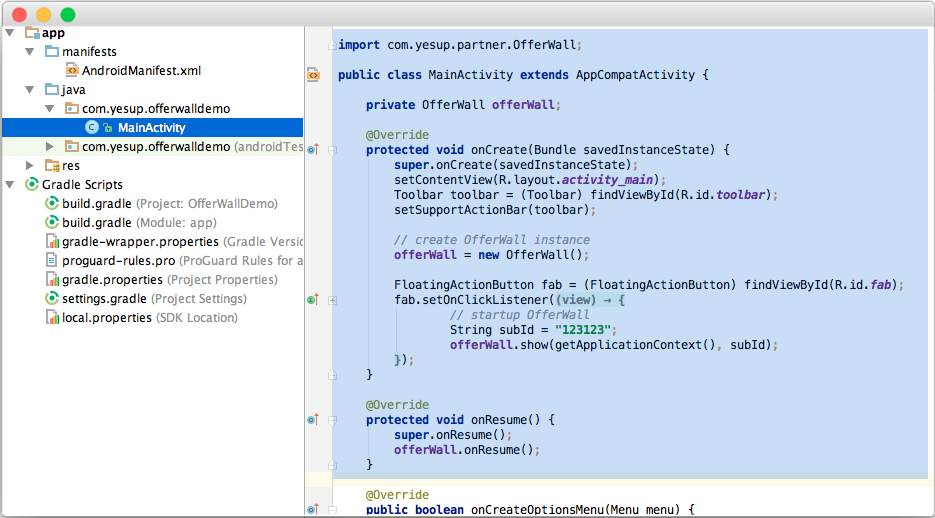 app
manifests
AndroidManifest.xml
java
com.yesup.offerwalldemo
MainActivity
com.yesup.offerwalldemo (androidTes
res
Gradle Scripts
build.gradle (Project: OfferWallDemo)
build.gradle (Module: app)
gradle-wrapper.properties (Gradle Versic
proguard-rules.pro (ProGuard Rules for a
gradle.properties (Project Properties)
settings.gradle (Project Settings)
local.properties (SDK Location)
import com.yesup.partner.OfferWall;
public class MainActivity extends AppCompatActivity {
private OfferWall offerWall;
@Override
protected void onCreate(Bundle savedInstanceState) {
super.onCreate(savedInstanceState);
setContentView(R.layout.activity_main);
Toolbar toolbar = (Toolbar) findViewById(R.id.toolbar);
setSupportActionBar(toolbar);
// create OfferWall instance
offerWall = new OfferWall();
FloatingActionButton fab = (FloatingActionButton) findViewById(R.id.fab);
fab.setOnClickListener((view) → {
// startup OfferWall
String subId = "123123";
offerWall.show(getApplicationContext(), subId);
});
}
@Override
protected void onResume() {
super.onResume();
offerWall.onResume();
}
@Override
public boolean onCreateOptionsMenu(Menu menu) {